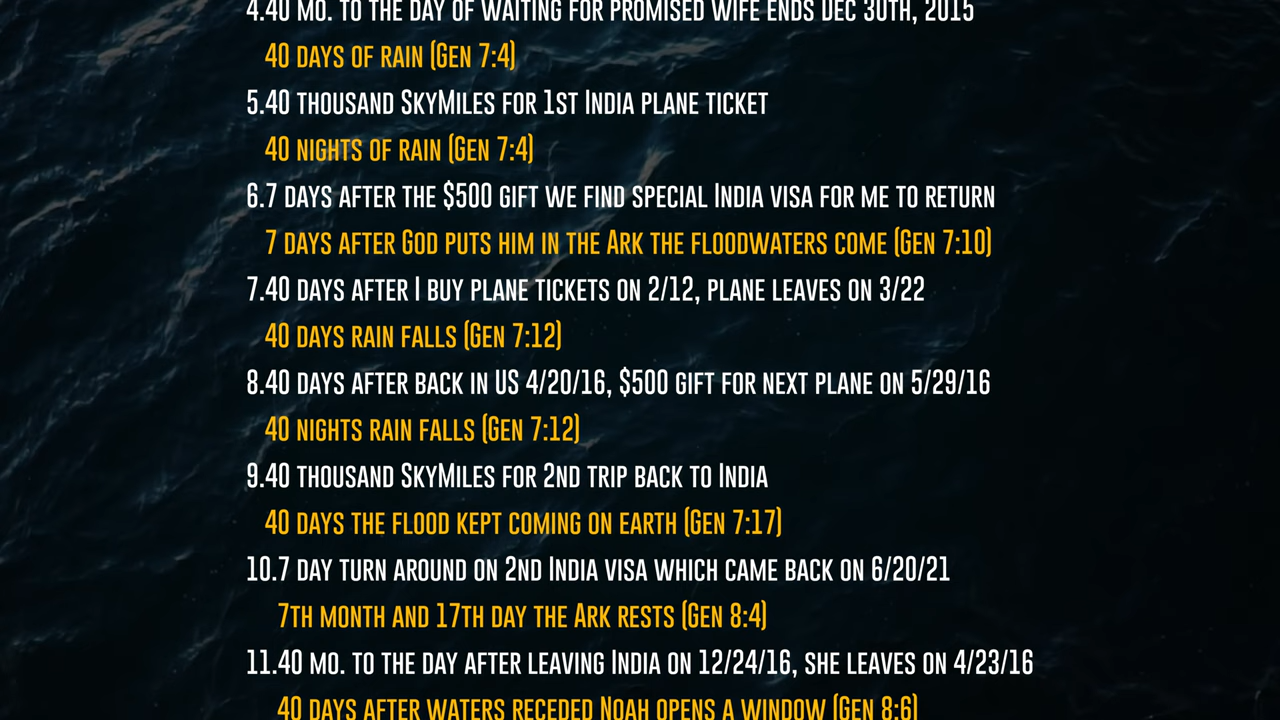 4.40 MO. TO THE DAY OF WAITING FOR PROMISED WIFE ENDS DEC 30TH, 2015
40 DAYS OF RAIN (GEN 7:4)
5.40 THOUSAND SKYMILES FOR 1ST INDIA PLANE TICKET
40 NIGHTS OF RAIN (GEN 7:4)
6.7 DAYS AFTER THE $500 GIFT WE FIND SPECIAL INDIA VISA FOR ME TO RETURN
7 DAYS AFTER GOD PUTS HIM IN THE ARK THE FLOODWATERS COME (GEN 7:10)
7.40 DAYS AFTER I BUY PLANE TICKETS ON 2/12, PLANE LEAVES ON 3/22
40 DAYS RAIN FALLS (GEN 7:12)
8.40 DAYS AFTER BACK IN US 4/20/16, $500 GIFT FOR NEXT PLANE ON 5/29/16
40 NIGHTS RAIN FALLS (GEN 7:12)
9.40 THOUSAND SKYMILES FOR 2ND TRIP BACK TO INDIA
40 DAYS THE FLOOD KEPT COMING ON EARTH (GEN 7:17)
10.7 DAY TURN AROUND ON 2ND INDIA VISA WHICH CAME BACK ON 6/20/21
7TH MONTH AND 17TH DAY THE ARK RESTS (GEN 8:4)
11.40 MO. TO THE DAY AFTER LEAVING INDIA ON 12/24/16, SHE LEAVES ON 4/23/16
40 DAYS AFTER WATERS RECEDED NOAH OPENS A WINDOW (GEN 8:6)